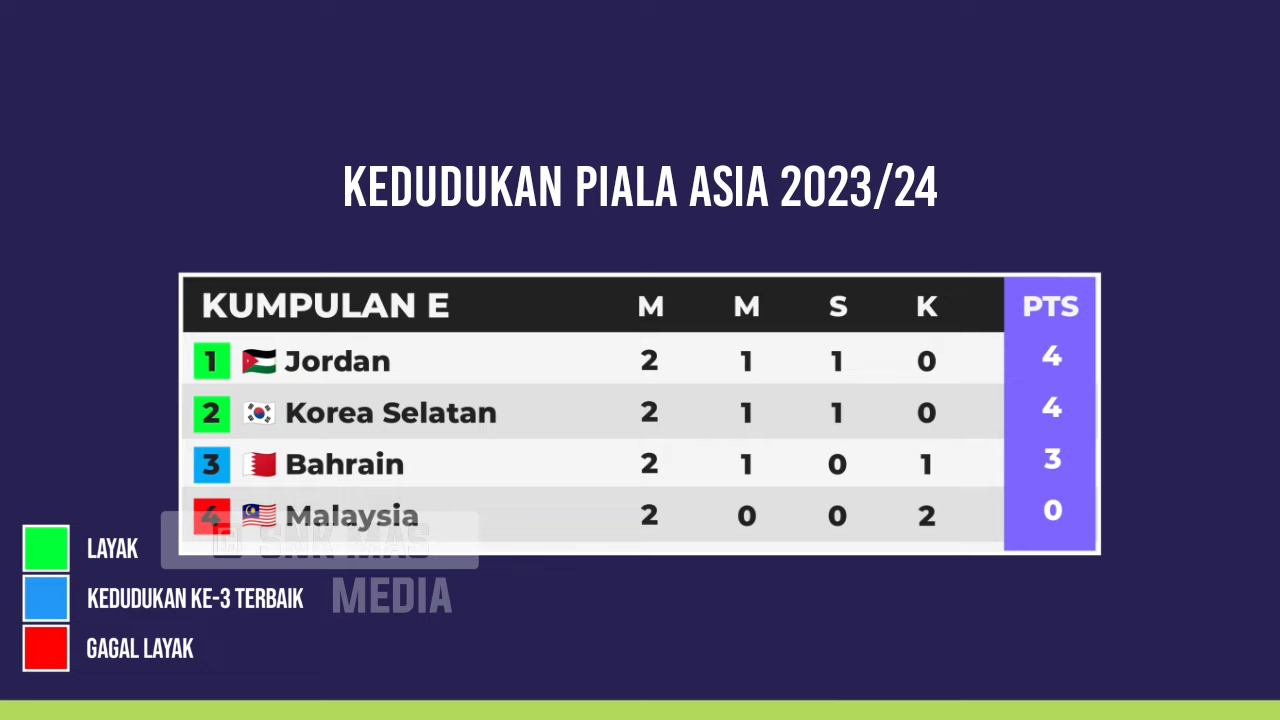 KEDUDUKAN PIALA ASIA 2023/24
KUMPULAN E M M S K PTS
1 Jordan 2 1 1 0 4
2 Korea Selatan 2 1 1 0 4
3 Bahrain 2 1 0 1 3
4 Malaysia 2 0 0 2 0
© SNK MAS
MEDIA
LAYAK
KEDUDUKAN KE-3 TERBAIK
GAGAL LAYAK